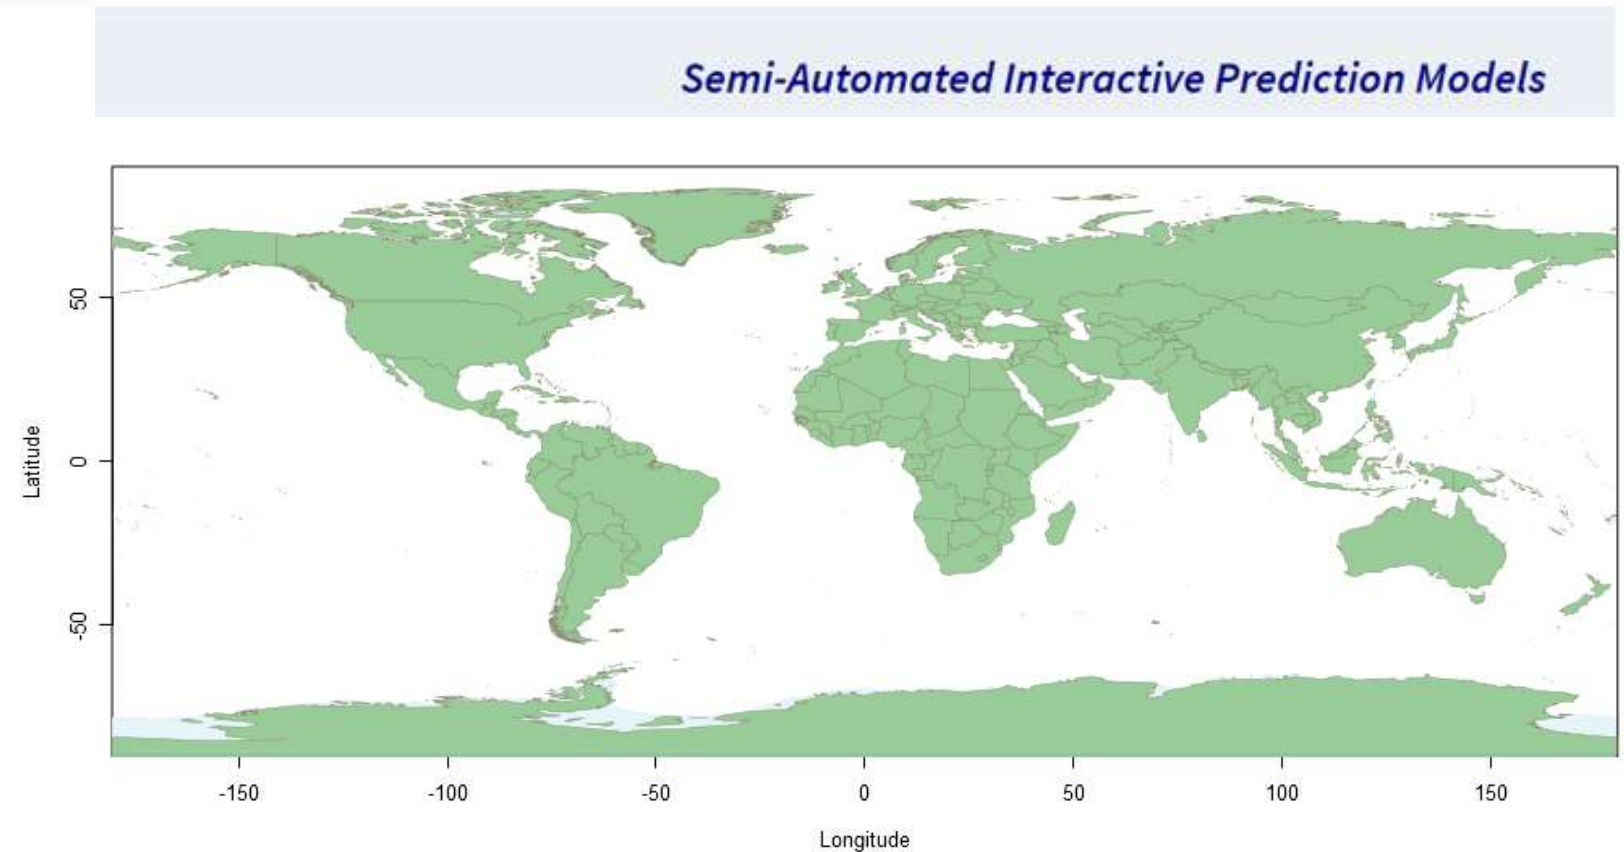 Semi-Automated Interactive Prediction Models
50
0
-50
Latitude
-150 -100 -50 0 50 100 150
Longitude